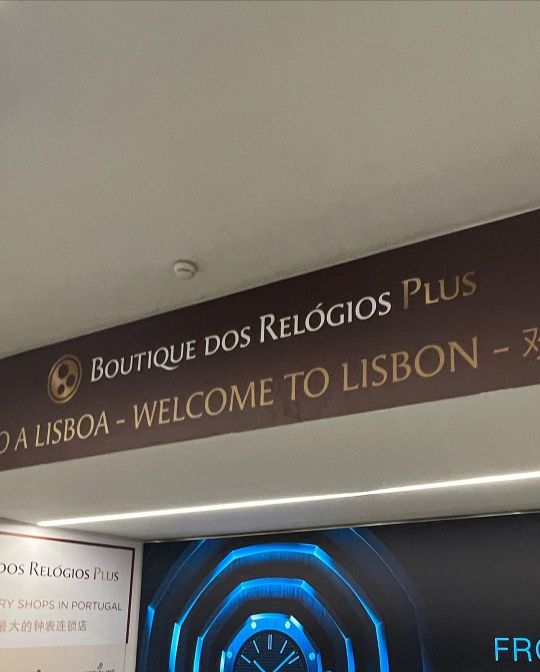 BOUTIQUE DOS RELÓGIOS PLUS
O A LISBOA - WELCOME TO LISBON - 欢
DOS RELÓGIOS PLUS
RY SHOPS IN PORTUGAL
最大的钟表连锁店
FRO